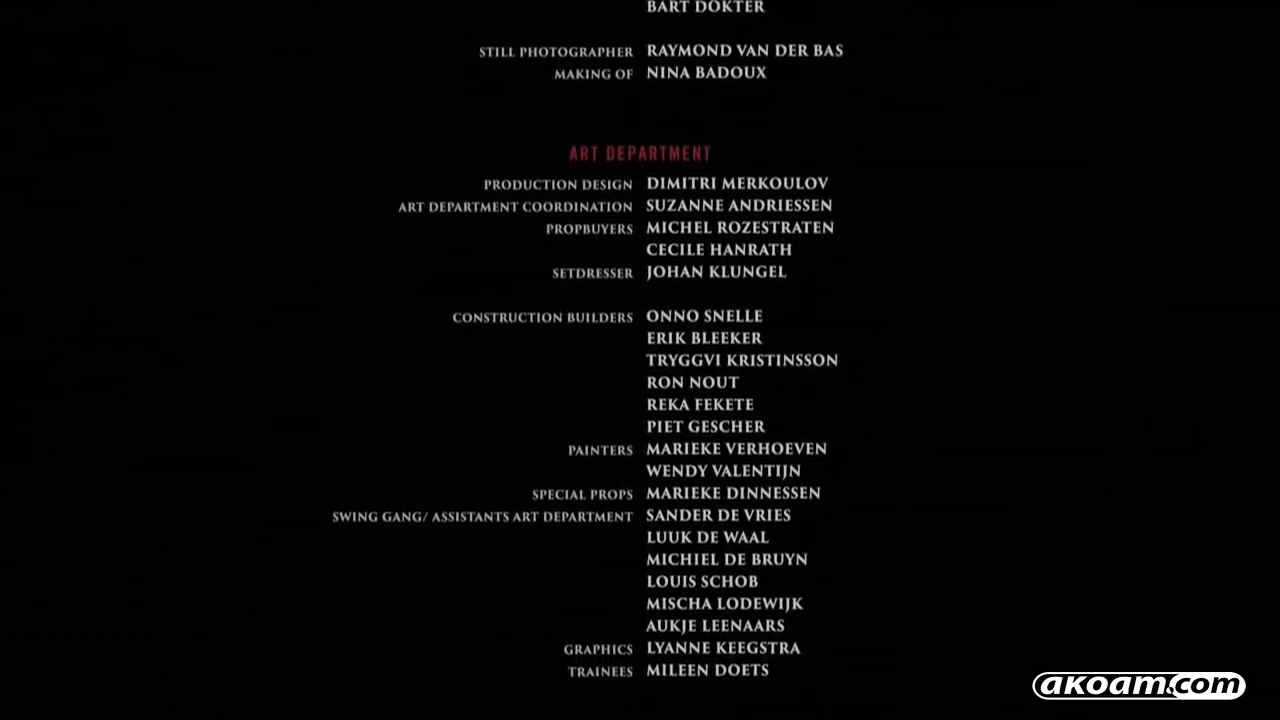 BART DOKTER
STILL PHOTOGRAPHER RAYMOND VAN DER BAS
MAKING OF NINA BADOUX
ART DEPARTMENT
PRODUCTION DESIGN DIMITRI MERKOULOV
ART DEPARTMENT COORDINATION SUZANNE ANDRIESSEN
PROPBUYERS MICHEL ROZESTRATEN
CECILE HANRATH
SETDRESSER JOHAN KLUNGEL
CONSTRUCTION BUILDERS ONNO SNELLE
ERIK BLEEKER
TRYGGVI KRISTINSSON
RON NOUT
REKA FEKETE
PIET GESCHER
PAINTERS MARIEKE VERHOEVEN
WENDY VALENTIJN
SPECIAL PROPS MARIEKE DINNESSEN
SWING GANG/ ASSISTANTS ART DEPARTMENT SANDER DE VRIES
LUUK DE WAAL
MICHIEL DE BRUYN
LOUIS SCHOB
MISCHA LODEWIJK
AUKJE LEENAARS
GRAPHICS LYANNE KEEGSTRA
TRAINEES MILEEN DOETS
akoam.com